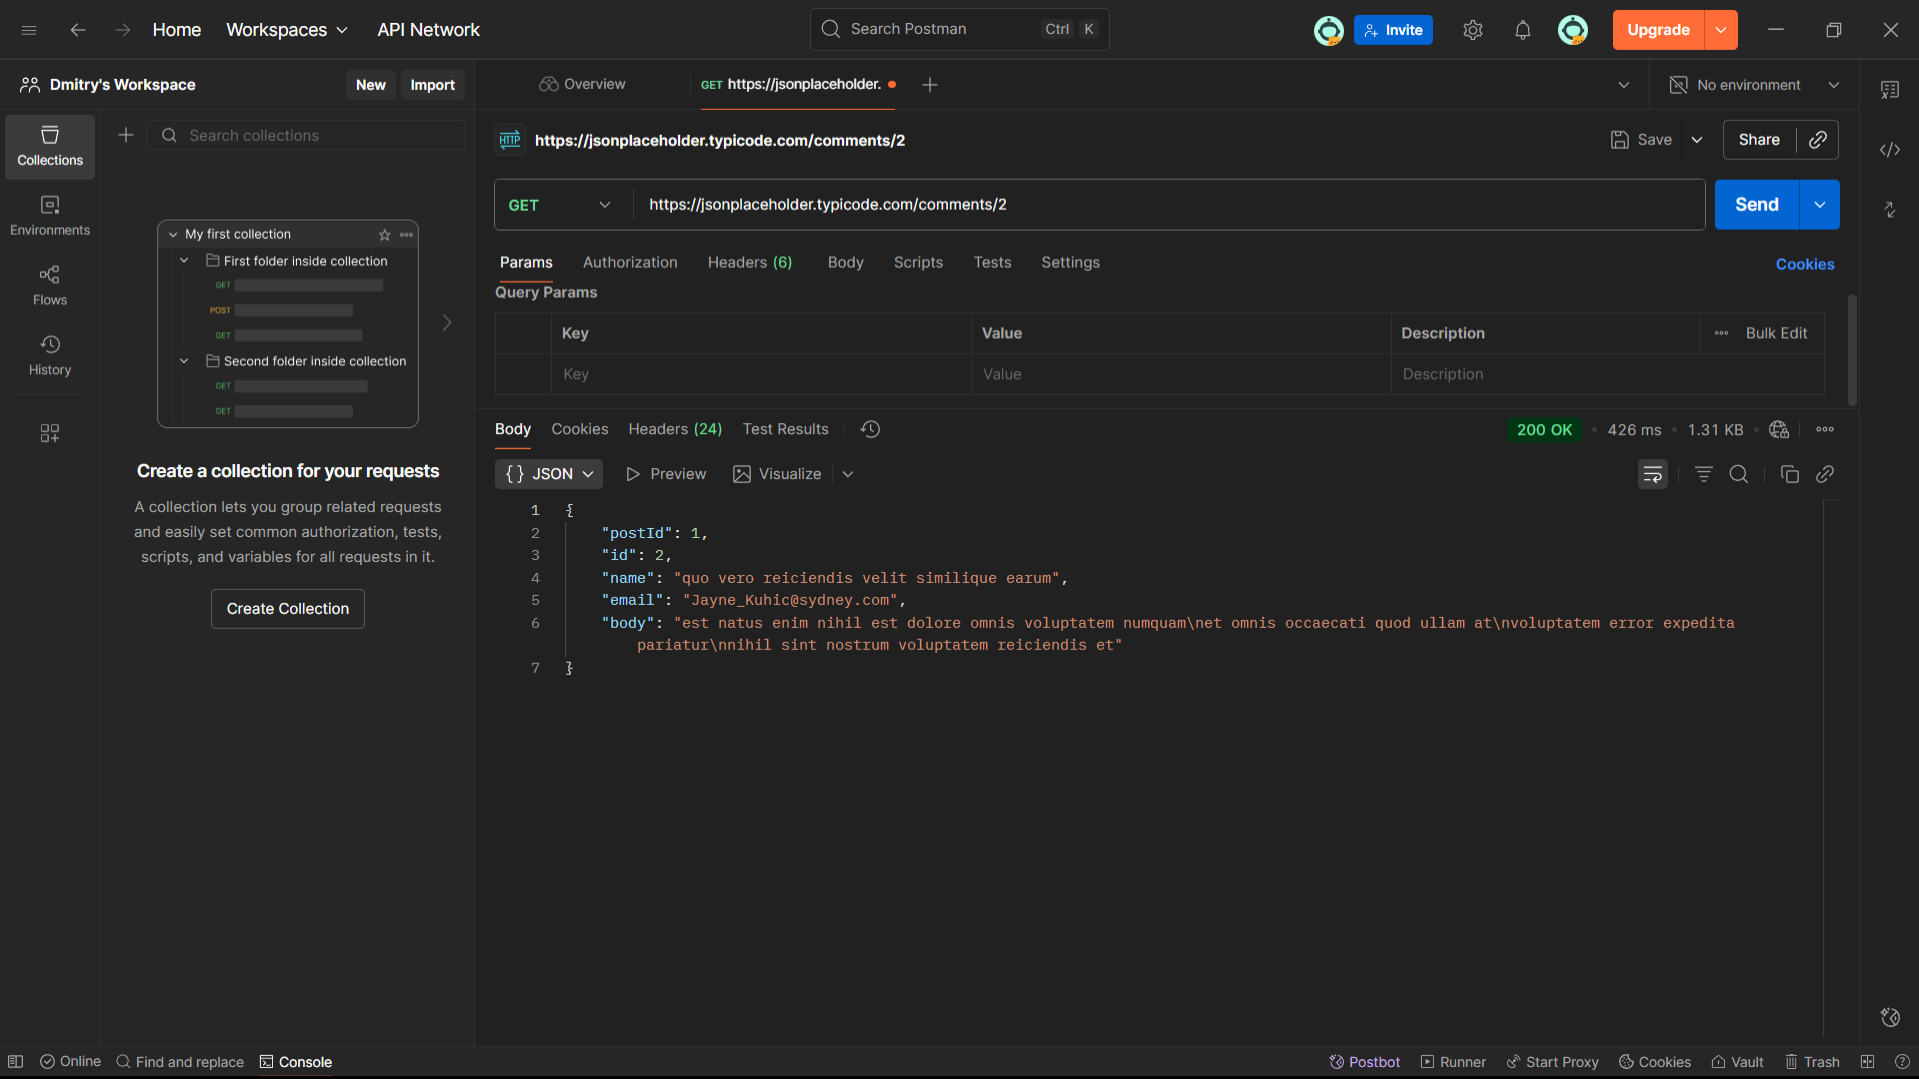 Home Workspaces API Network Search Postman Ctrl K Invite Upgrade
Dmitry's Workspace New Import
Overview GET https://jsonplaceholder. No environment
Search collections
Collections
Environments
Flows
History
My first collection
First folder inside collection
GET
POST
GET
Second folder inside collection
GET
GET
Create a collection for your requests
A collection lets you group related requests
and easily set common authorization, tests,
scripts, and variables for all requests in it.
Create Collection
HTTP https://jsonplaceholder.typicode.com/comments/2 Save Share
GET https://jsonplaceholder.typicode.com/comments/2 Send
Params Authorization Headers (6) Body Scripts Tests Settings Cookies
Query Params
Key Value Description Bulk Edit
Key Value Description
Body Cookies Headers (24) Test Results 200 OK 426 ms 1.31 KB
{} JSON Preview Visualize
1 {
2 "postId": 1,
3 "id": 2,
4 "name": "quo vero reiciendis velit similique earum",
5 "email": "Jayne_Kuhic@sydney.com",
6 "body": "est natus enim nihil est dolore omnis voluptatem numquam\net omnis occaecati quod ullam at\nvoluptatem error expedita
pariatur\nnihil sint nostrum voluptatem reiciendis et"
7 }
Online Find and replace Console Postbot Runner Start Proxy Cookies Vault Trash